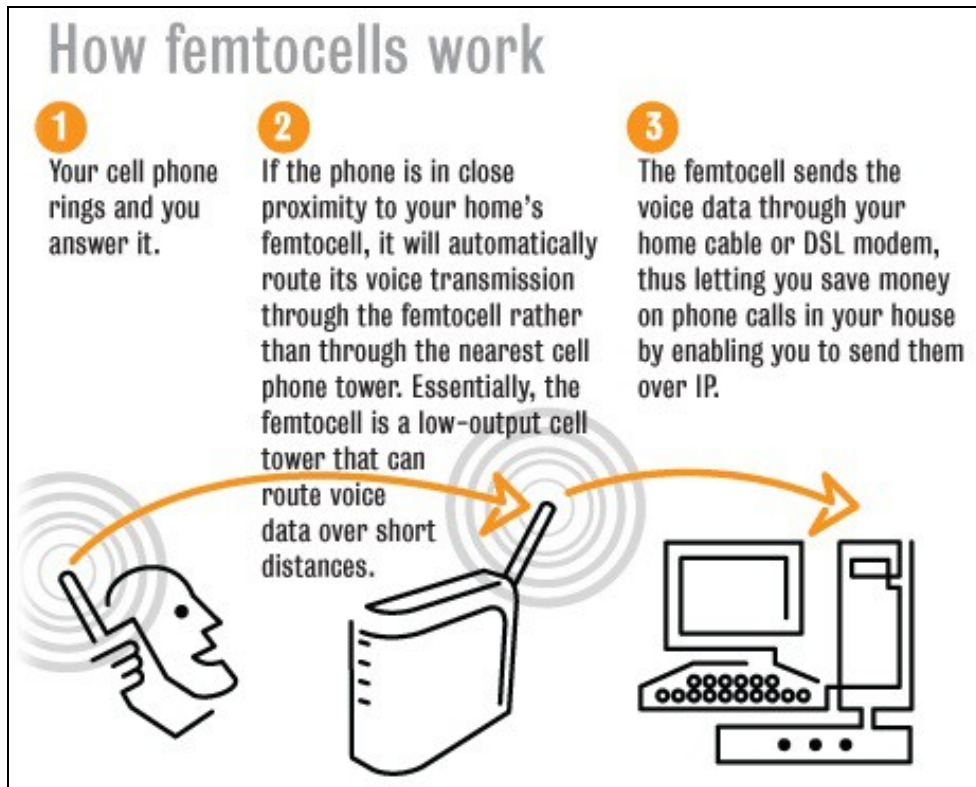 How femtocells work
1
Your cell phone
rings and you
answer it.
2
If the phone is in close
proximity to your home's
femtocell, it will automatically
route its voice transmission
through the femtocell rather
than through the nearest cell
phone tower. Essentially, the
femtocell is a low-output cell
tower that can
route voice
data over short
distances.
3
The femtocell sends the
voice data through your
home cable or DSL modem,
thus letting you save money
on phone calls in your house
by enabling you to send them
over IP.